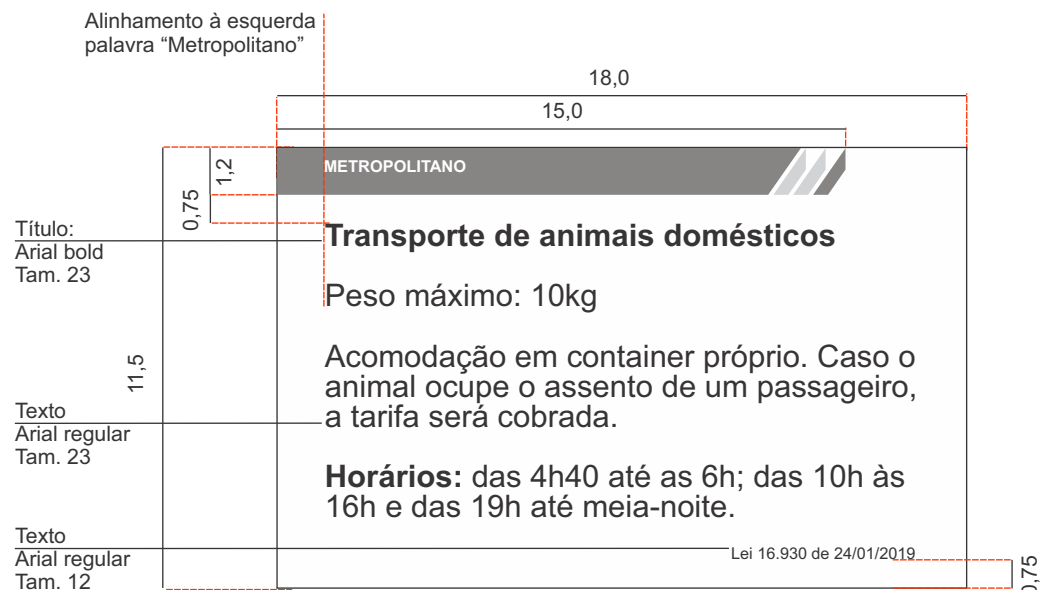 Alinhamento à esquerda
palavra “Metropolitano”
18,0
15,0
1,2
0,75
METROPOLITANO
Título:
Arial bold
Tam. 23
Transporte de animais domésticos
Peso máximo: 10kg
11,5
Acomodação em container próprio. Caso o
animal ocupe o assento de um passageiro,
a tarifa será cobrada.
Texto
Arial regular
Tam. 23
Horários: das 4h40 até as 6h; das 10h às
16h e das 19h até meia-noite.
Texto
Arial regular
Tam. 12
Lei 16.930 de 24/01/2019
0,75